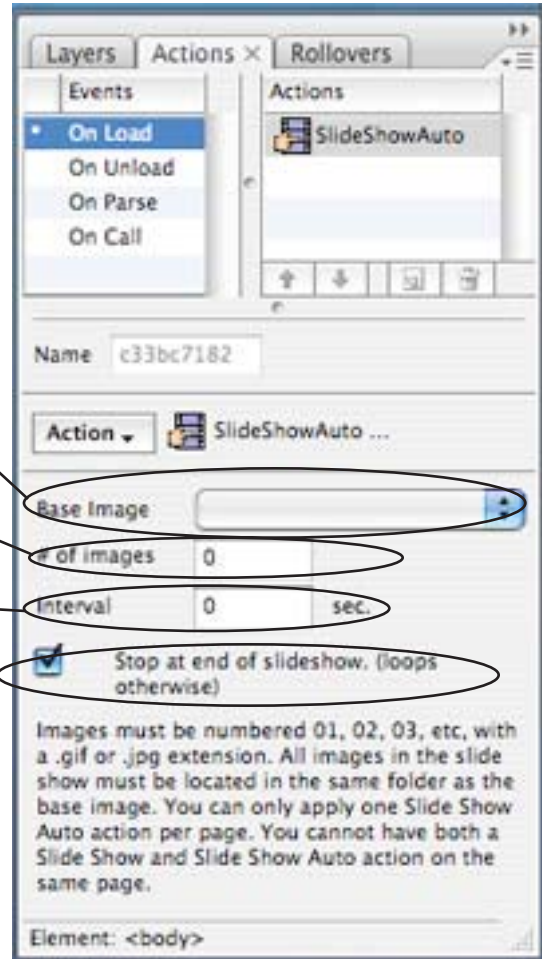 Layers Actions × Rollovers
Events Actions
On Load SlideShowAuto
On Unload
On Parse
On Call
Name c33bc7182
Action SlideShowAuto ...
Base Image
# of images 0
Interval 0 sec.
Stop at end of slideshow. (loops
otherwise)
Images must be numbered 01, 02, 03, etc, with
a .gif or .jpg extension. All images in the slide
show must be located in the same folder as the
base image. You can only apply one Slide Show
Auto action per page. You cannot have both a
Slide Show and Slide Show Auto action on the
same page.
Element: <body>